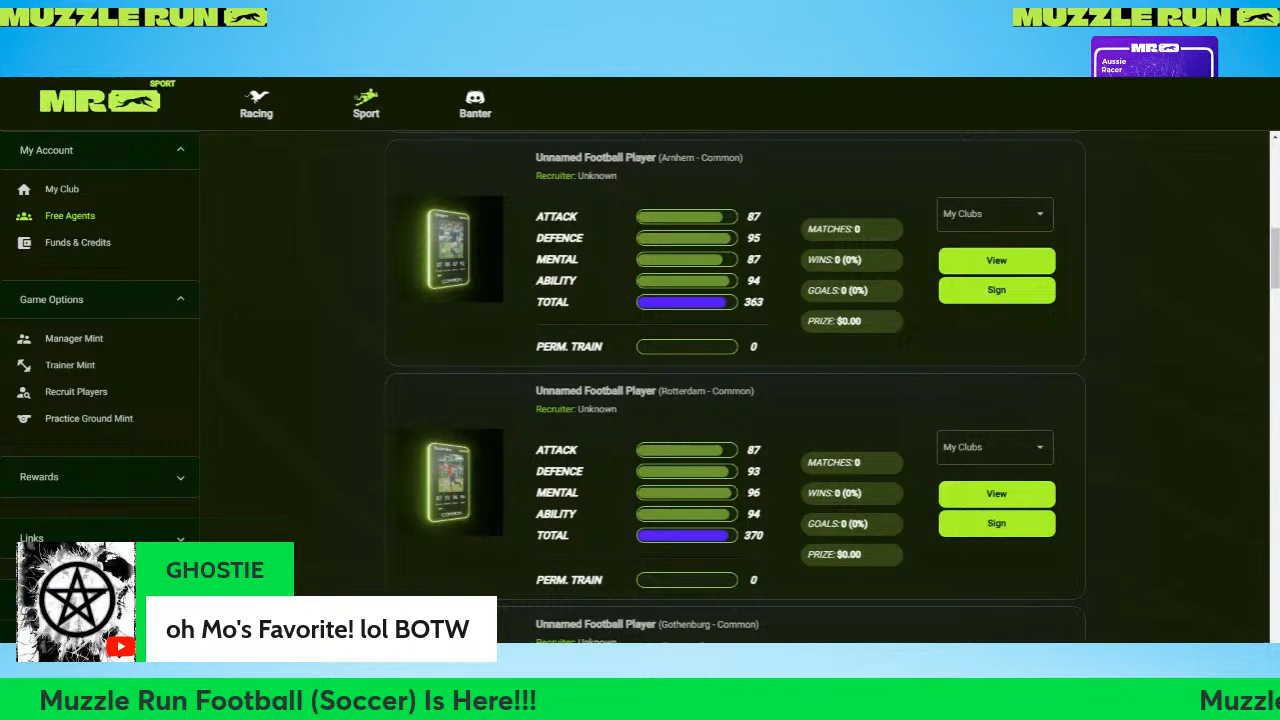 MUZZLE RUN
MUZZLE RUN
MR
Aussie
Racer
MR SPORT
Racing
Sport
Banter
My Account
My Club
Free Agents
Funds & Credits
Game Options
Manager Mint
Trainer Mint
Recruit Players
Practice Ground Mint
Rewards
Links
Unnamed Football Player (Arnhem - Common)
Recruiter: Unknown
ATTACK 87
DEFENCE 95
MENTAL 87
ABILITY 94
TOTAL 363
PERM. TRAIN 0
COMMON
MATCHES: 0
WINS: 0 (0%)
GOALS: 0 (0%)
PRIZE: $0.00
My Clubs
View
Sign
Unnamed Football Player (Rotterdam - Common)
Recruiter: Unknown
ATTACK 87
DEFENCE 93
MENTAL 96
ABILITY 94
TOTAL 370
PERM. TRAIN 0
COMMON
MATCHES: 0
WINS: 0 (0%)
GOALS: 0 (0%)
PRIZE: $0.00
My Clubs
View
Sign
Unnamed Football Player (Gothenburg - Common)
Recruiter: Unknown
GH0STIE
oh Mo's Favorite! lol BOTW
Muzzle Run Football (Soccer) Is Here!!!
Muzzle